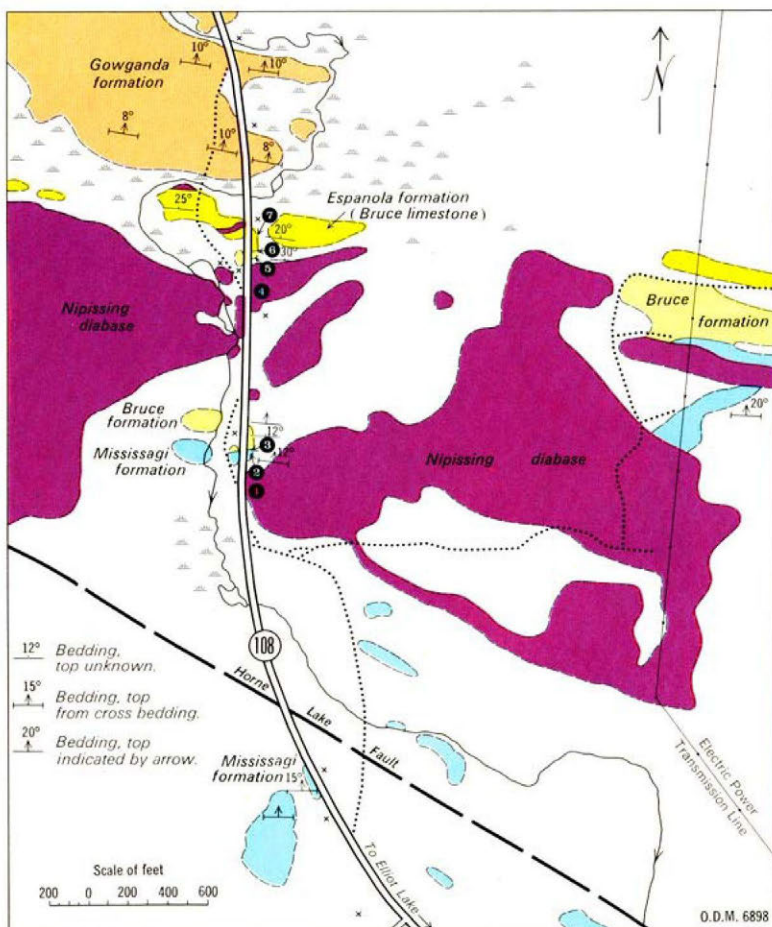 10°
Gowganda
formation
10°
8°
10°
8°
N
Espanola formation
(Bruce limestone)
25°
7
20°
6
30°
5
4
Nipissing
diabase
Bruce
formation
20°
Bruce
formation
Mississagi
formation
12°
3
12°
2
1
Nipissing diabase
108
Horne Lake Fault
12° Bedding,
top unknown.
15° Bedding, top
from cross bedding.
20° Bedding, top
indicated by arrow.
Mississagi
formation
15°
Electric Power
Transmission Line
To Elliot Lake
Scale of feet
200 0 200 400 600
O.D.M. 6898